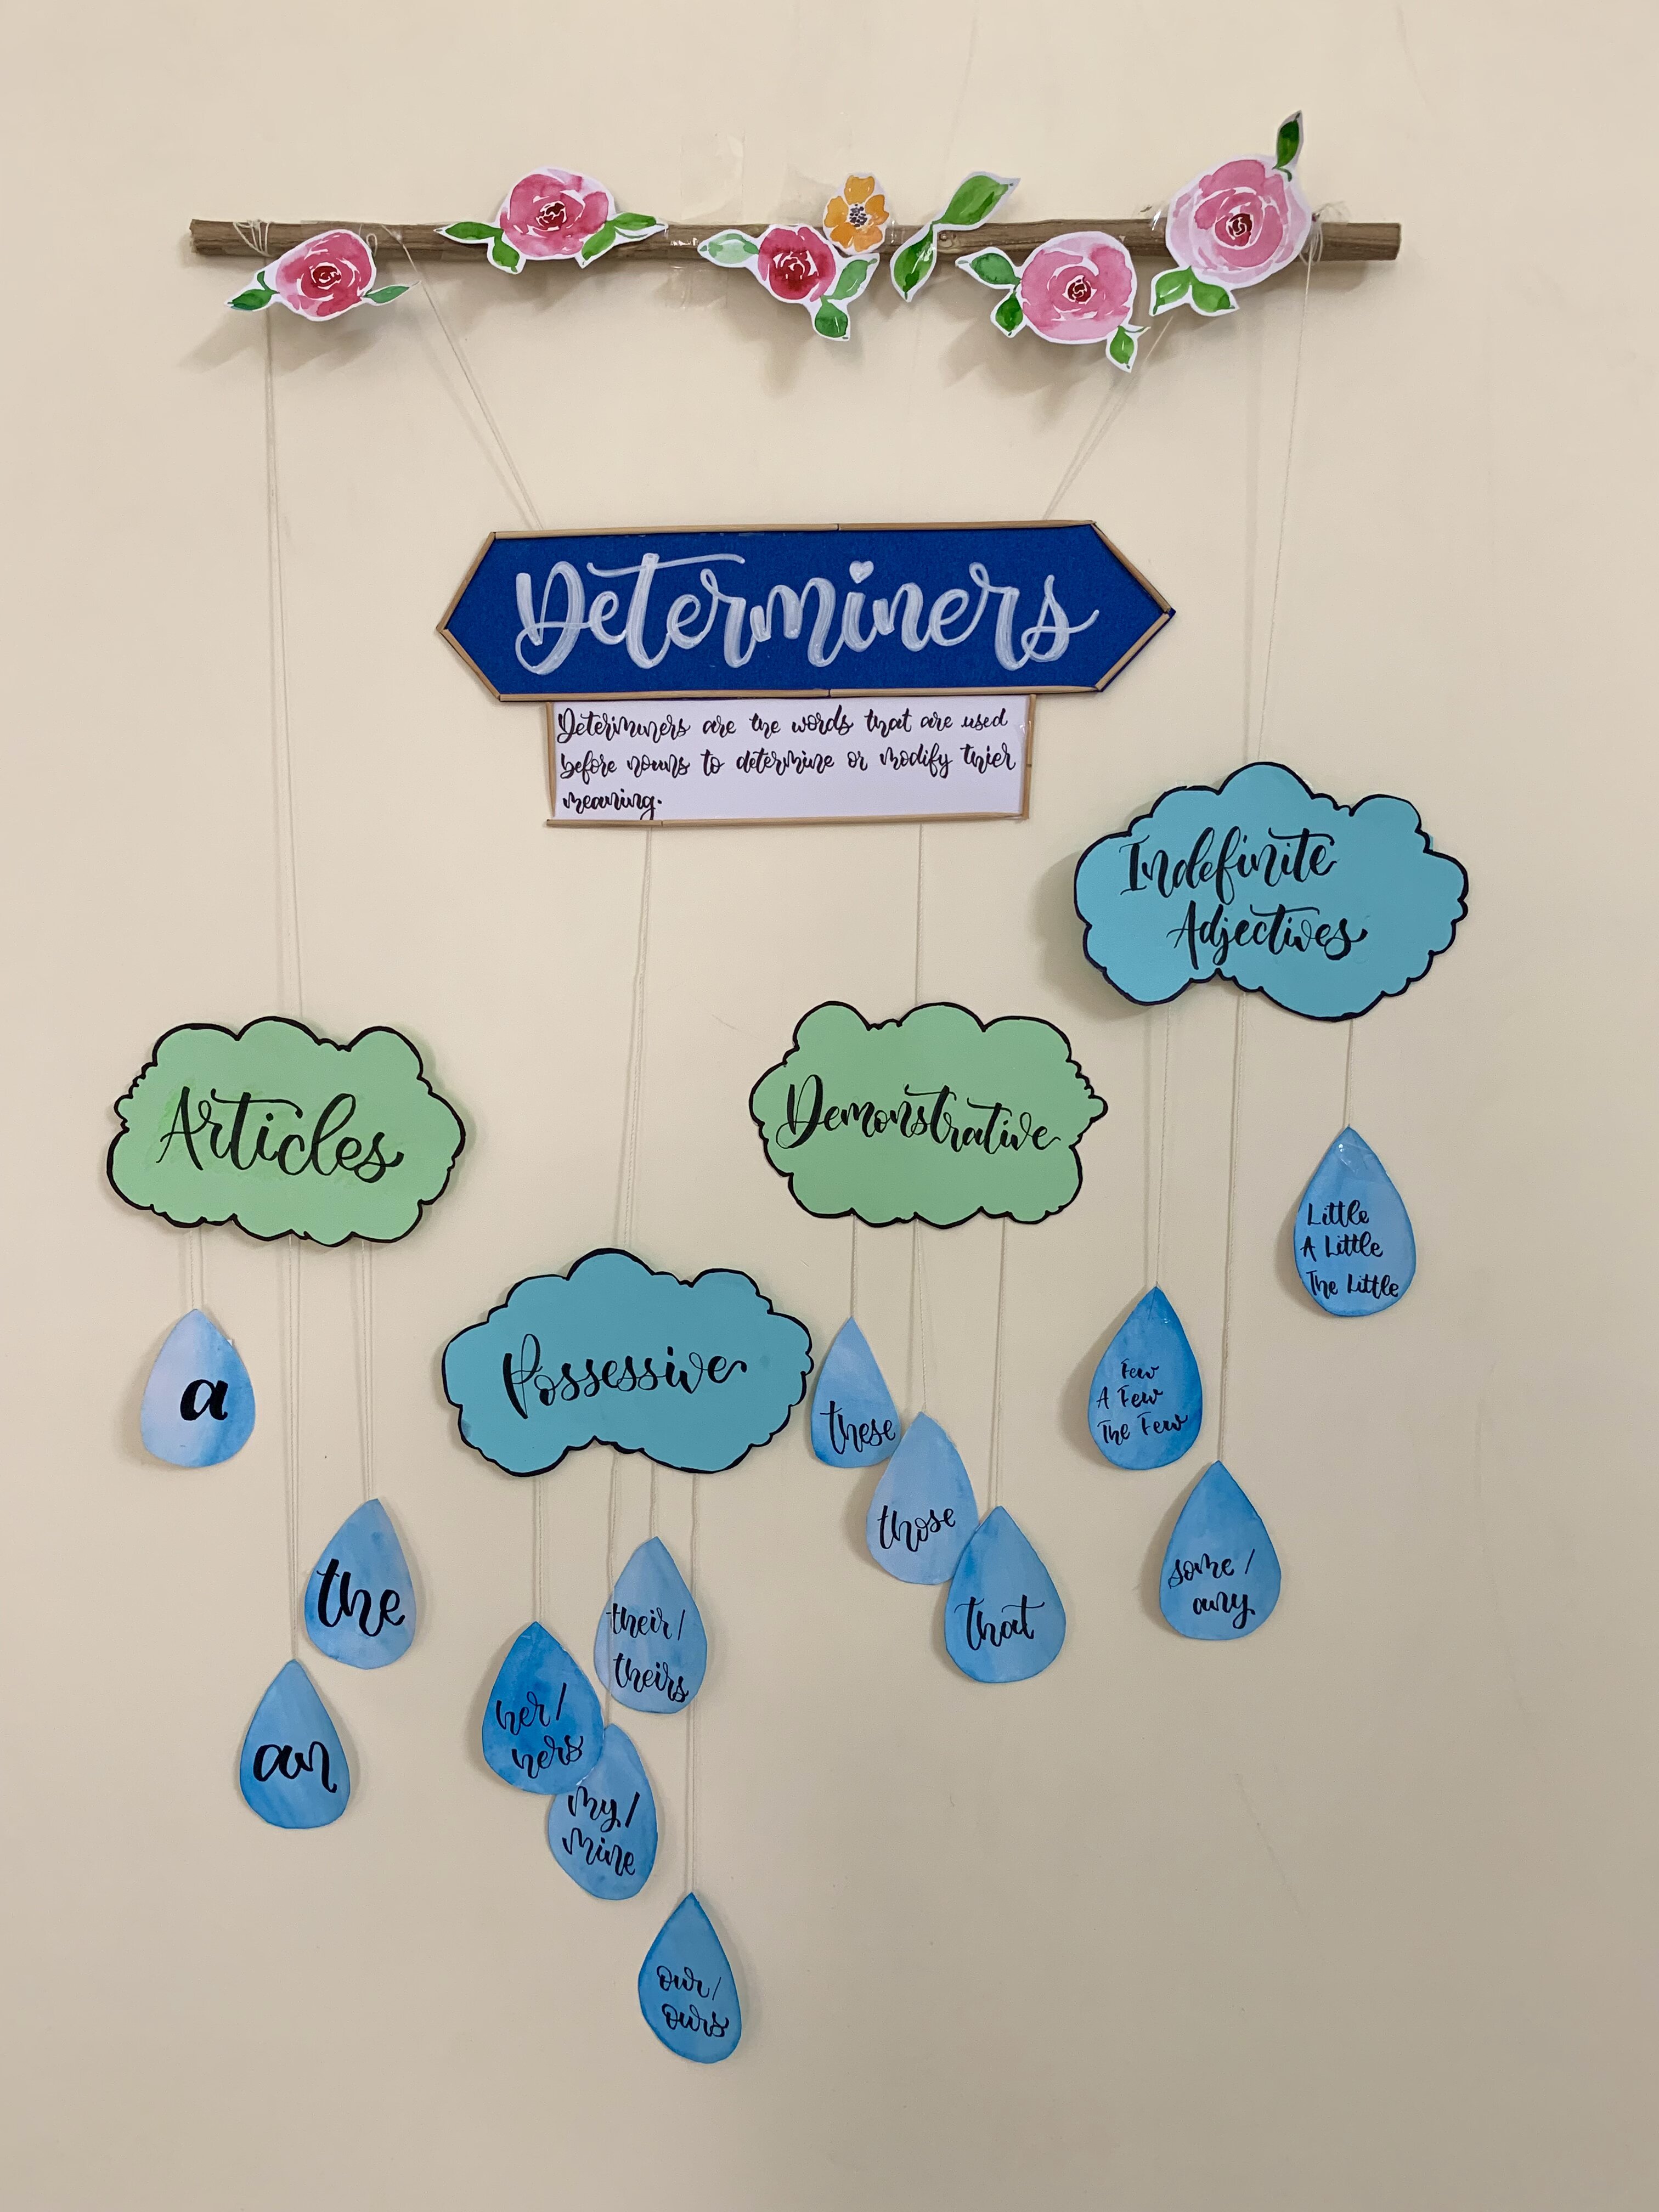 Determiners
Deteriminers are the words that are used
before nouns to determine or modify thier
meaning.
Indefinite
Adjectives
Articles
Demonstrative
Possessive
a
the
an
her/
hers
their/
theirs
my/
mine
our/
ours
these
those
that
Few
A Few
The Few
some/
any
Little
A Little
The Little